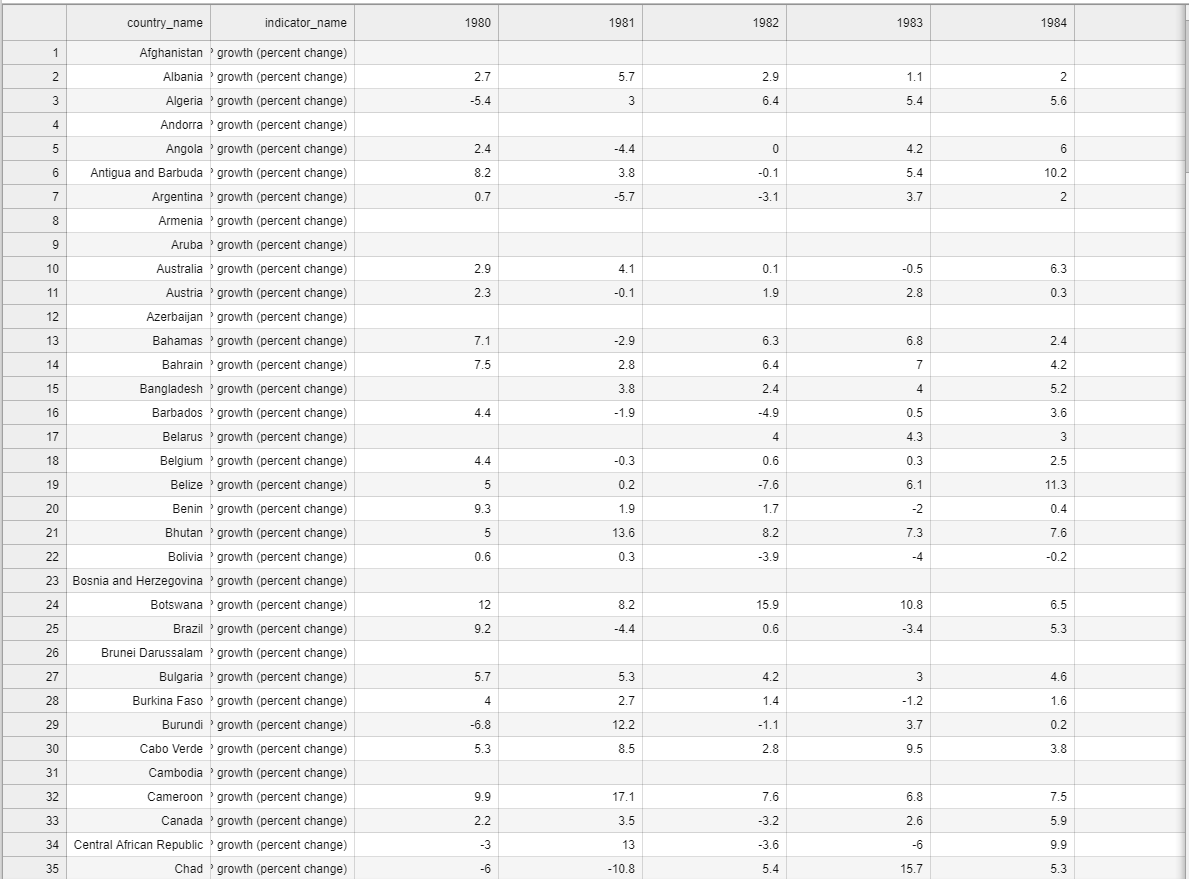 country_name indicator_name 1980 1981 1982 1983 1984
1 Afghanistan growth (percent change)
2 Albania growth (percent change) 2.7 5.7 2.9 1.1 2
3 Algeria growth (percent change) -5.4 3 6.4 5.4 5.6
4 Andorra growth (percent change)
5 Angola growth (percent change) 2.4 -4.4 0 4.2 6
6 Antigua and Barbuda growth (percent change) 8.2 3.8 -0.1 5.4 10.2
7 Argentina growth (percent change) 0.7 -5.7 -3.1 3.7 2
8 Armenia growth (percent change)
9 Aruba growth (percent change)
10 Australia growth (percent change) 2.9 4.1 0.1 -0.5 6.3
11 Austria growth (percent change) 2.3 -0.1 1.9 2.8 0.3
12 Azerbaijan growth (percent change)
13 Bahamas growth (percent change) 7.1 -2.9 6.3 6.8 2.4
14 Bahrain growth (percent change) 7.5 2.8 6.4 7 4.2
15 Bangladesh growth (percent change) 3.8 2.4 4 5.2
16 Barbados growth (percent change) 4.4 -1.9 -4.9 0.5 3.6
17 Belarus growth (percent change) 4 4.3 3
18 Belgium growth (percent change) 4.4 -0.3 0.6 0.3 2.5
19 Belize growth (percent change) 5 0.2 -7.6 6.1 11.3
20 Benin growth (percent change) 9.3 1.9 1.7 -2 0.4
21 Bhutan growth (percent change) 5 13.6 8.2 7.3 7.6
22 Bolivia growth (percent change) 0.6 0.3 -3.9 -4 -0.2
23 Bosnia and Herzegovina growth (percent change)
24 Botswana growth (percent change) 12 8.2 15.9 10.8 6.5
25 Brazil growth (percent change) 9.2 -4.4 0.6 -3.4 5.3
26 Brunei Darussalam growth (percent change)
27 Bulgaria growth (percent change) 5.7 5.3 4.2 3 4.6
28 Burkina Faso growth (percent change) 4 2.7 1.4 -1.2 1.6
29 Burundi growth (percent change) -6.8 12.2 -1.1 3.7 0.2
30 Cabo Verde growth (percent change) 5.3 8.5 2.8 9.5 3.8
31 Cambodia growth (percent change)
32 Cameroon growth (percent change) 9.9 17.1 7.6 6.8 7.5
33 Canada growth (percent change) 2.2 3.5 -3.2 2.6 5.9
34 Central African Republic growth (percent change) -3 13 -3.6 -6 9.9
35 Chad growth (percent change) -6 -10.8 5.4 15.7 5.3